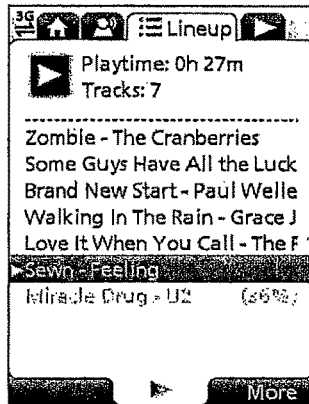 3G
Lineup
Playtime: 0h 27m
Tracks: 7
Zombie - The Cranberries
Some Guys Have All the Luck
Brand New Start - Paul Welle
Walking In The Rain - Grace J
Love It When You Call - The F
Sewn - Feeling
Miracle Drug - U2 (26%)
More